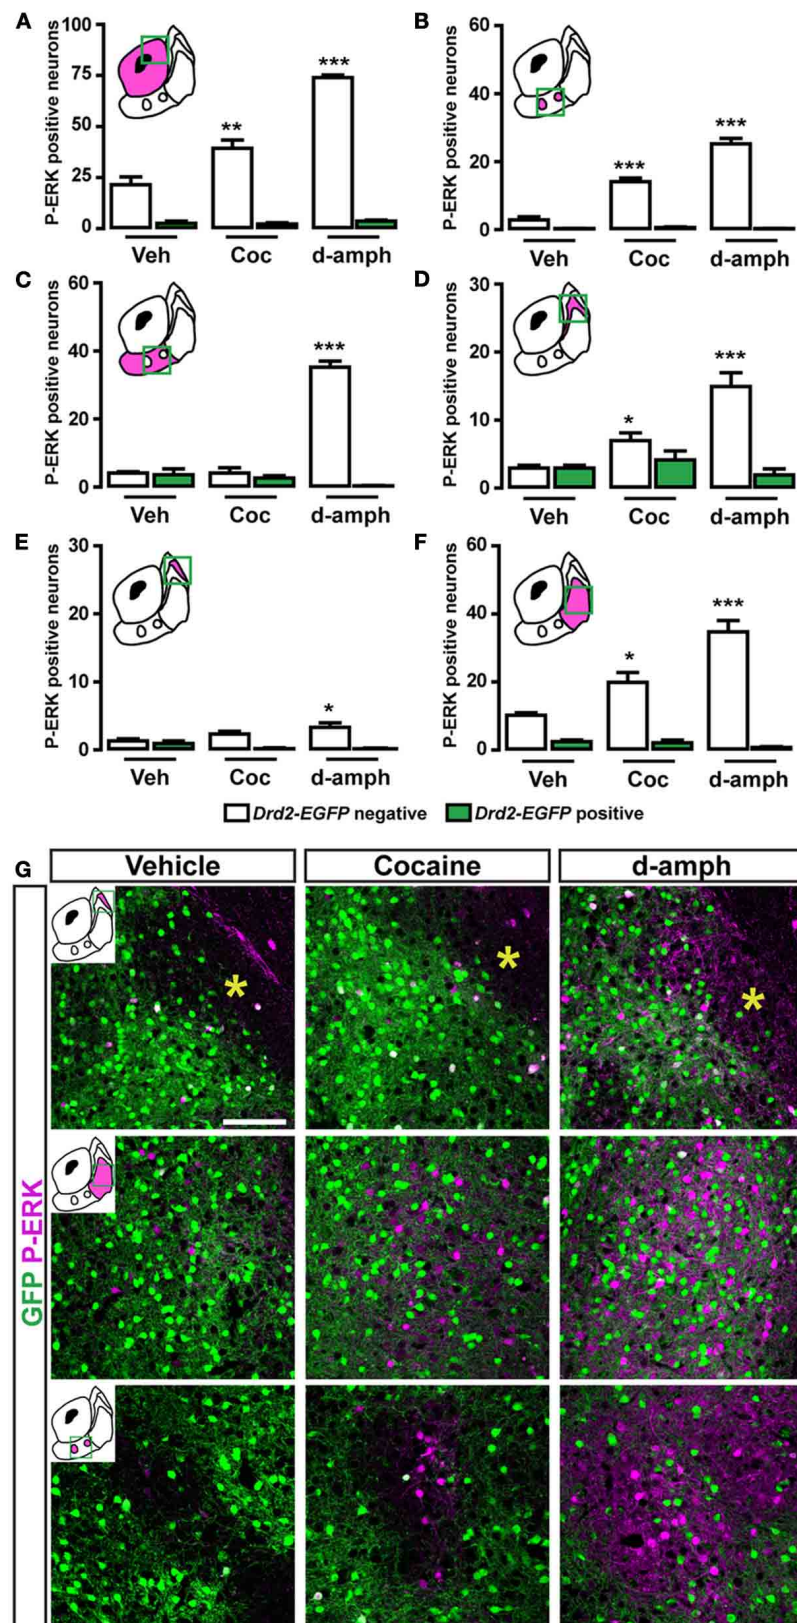 A
P-ERK positive neurons
100
75
50
25
0
**
***
Veh Coc d-amph
B
P-ERK positive neurons
60
40
20
0
***
***
Veh Coc d-amph
C
P-ERK positive neurons
60
40
20
0
***
Veh Coc d-amph
D
P-ERK positive neurons
30
20
10
0
*
***
Veh Coc d-amph
E
P-ERK positive neurons
30
20
10
0
*
Veh Coc d-amph
F
P-ERK positive neurons
60
40
20
0
*
***
Veh Coc d-amph
Drd2-EGFP negative Drd2-EGFP positive
G
Vehicle Cocaine d-amph
GFP P-ERK
* * *